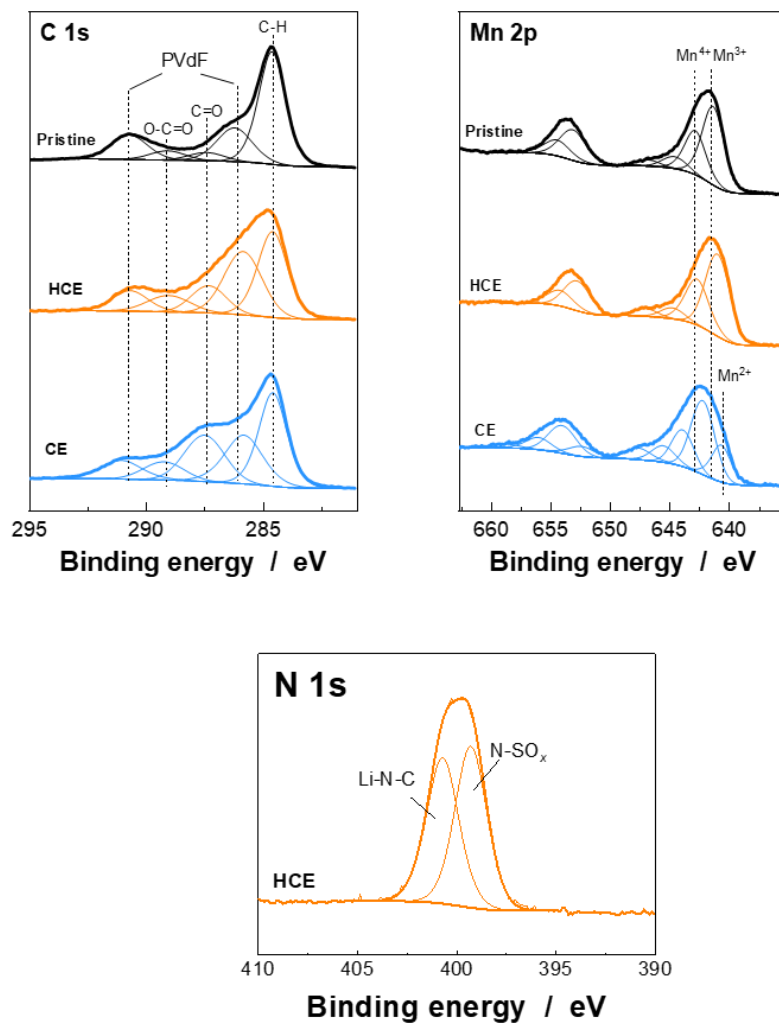 C 1s
C-H
PVdF
C=O
O-C=O
Pristine
HCE
CE
295
290
285
Binding energy / eV
Mn 2p
Mn⁴⁺ Mn³⁺
Pristine
HCE
Mn²⁺
CE
660
655
650
645
640
Binding energy / eV
N 1s
N-SOₓ
Li-N-C
HCE
410
405
400
395
390
Binding energy / eV